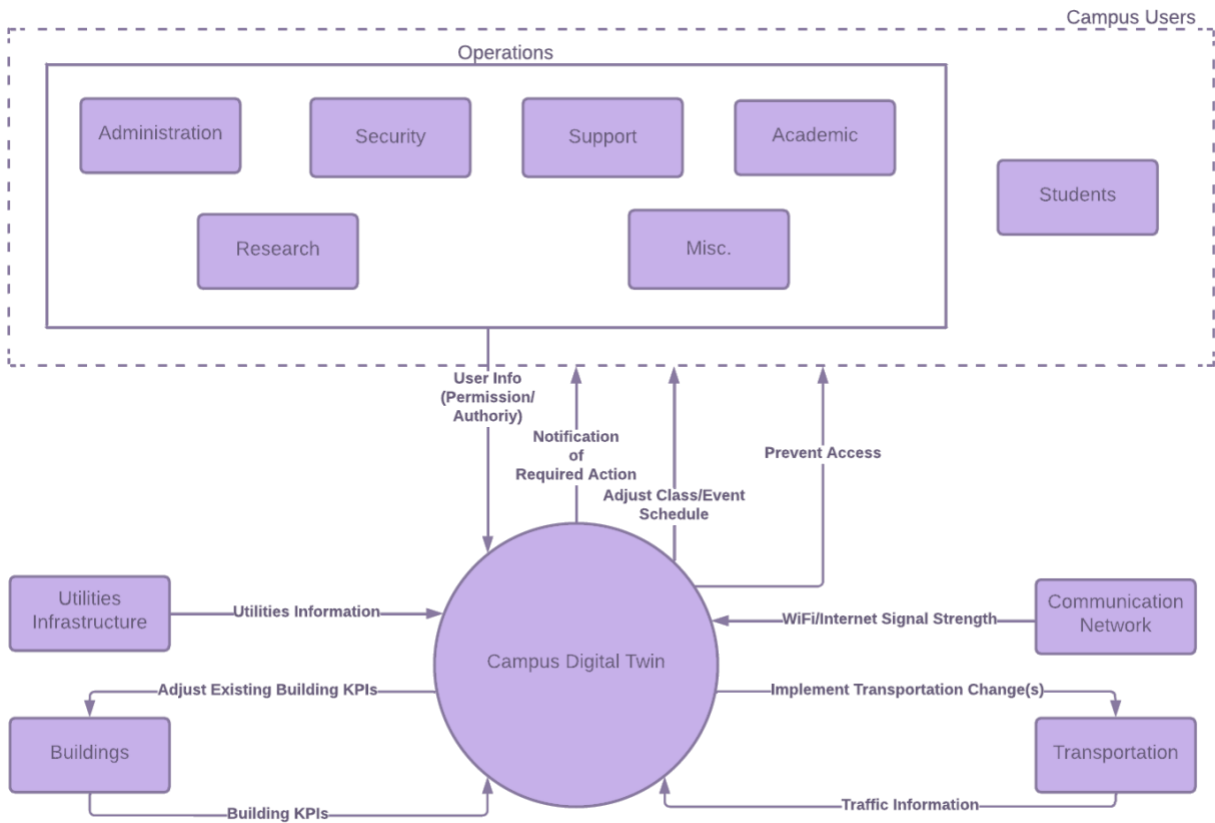 Campus Users
Operations
Administration
Security
Support
Academic
Students
Research
Misc.
User Info
(Permission/
Authoriy)
Notification
of
Required Action
Adjust Class/Event
Schedule
Prevent Access
Utilities
Infrastructure
Utilities Information
Campus Digital Twin
WiFi/Internet Signal Strength
Communication
Network
Adjust Existing Building KPIs
Buildings
Building KPIs
Implement Transportation Change(s)
Transportation
Traffic Information